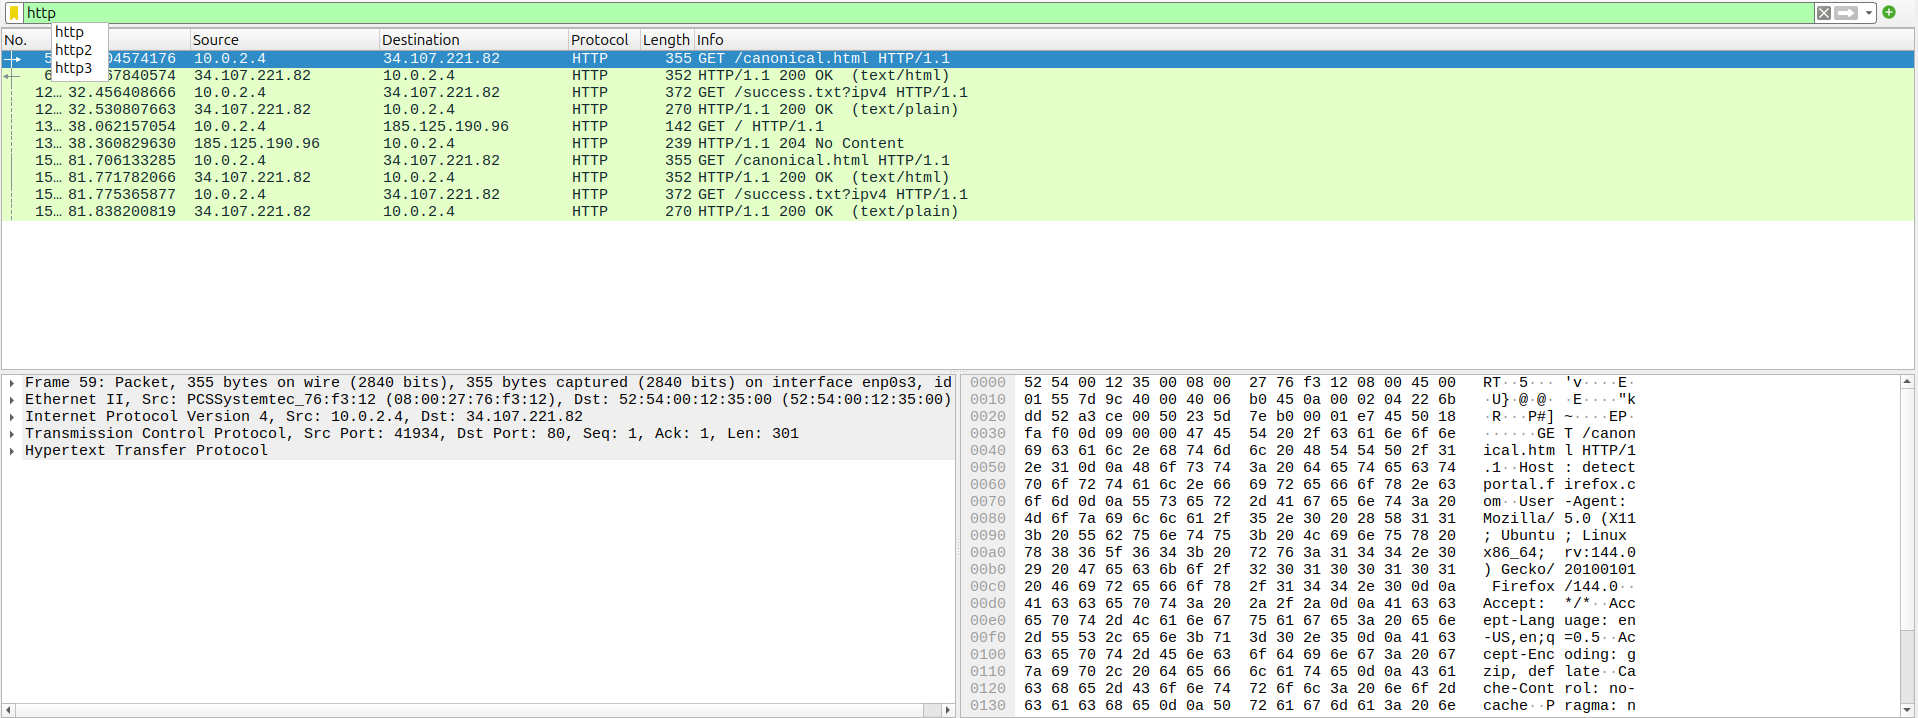 http
http
http2
http3
No. Source Destination Protocol Length Info
5 04574176 10.0.2.4 34.107.221.82 HTTP 355 GET /canonical.html HTTP/1.1
6 67840574 34.107.221.82 10.0.2.4 HTTP 352 HTTP/1.1 200 OK (text/html)
12… 32.456408666 10.0.2.4 34.107.221.82 HTTP 372 GET /success.txt?ipv4 HTTP/1.1
12… 32.530807663 34.107.221.82 10.0.2.4 HTTP 270 HTTP/1.1 200 OK (text/plain)
13… 38.062157054 10.0.2.4 185.125.190.96 HTTP 142 GET / HTTP/1.1
13… 38.360829630 185.125.190.96 10.0.2.4 HTTP 239 HTTP/1.1 204 No Content
15… 81.706133285 10.0.2.4 34.107.221.82 HTTP 355 GET /canonical.html HTTP/1.1
15… 81.771782066 34.107.221.82 10.0.2.4 HTTP 352 HTTP/1.1 200 OK (text/html)
15… 81.775365877 10.0.2.4 34.107.221.82 HTTP 372 GET /success.txt?ipv4 HTTP/1.1
15… 81.838200819 34.107.221.82 10.0.2.4 HTTP 270 HTTP/1.1 200 OK (text/plain)
Frame 59: Packet, 355 bytes on wire (2840 bits), 355 bytes captured (2840 bits) on interface enp0s3, id
Ethernet II, Src: PCSSystemtec_76:f3:12 (08:00:27:76:f3:12), Dst: 52:54:00:12:35:00 (52:54:00:12:35:00)
Internet Protocol Version 4, Src: 10.0.2.4, Dst: 34.107.221.82
Transmission Control Protocol, Src Port: 41934, Dst Port: 80, Seq: 1, Ack: 1, Len: 301
Hypertext Transfer Protocol
0000 52 54 00 12 35 00 08 00 27 76 f3 12 08 00 45 00 RT··5··· 'v····E·
0010 01 55 7d 9c 40 00 40 06 b0 45 0a 00 02 04 22 6b ·U}·@·@· ·E····"k
0020 dd 52 a3 ce 00 50 23 5d 7e b0 00 01 e7 45 50 18 ·R···P#] ~····EP·
0030 fa f0 0d 09 00 00 47 45 54 20 2f 63 61 6e 6f 6e ······GE T /canon
0040 69 63 61 6c 2e 68 74 6d 6c 20 48 54 54 50 2f 31 ical.htm l HTTP/1
0050 2e 31 0d 0a 48 6f 73 74 3a 20 64 65 74 65 63 74 .1··Host : detect
0060 70 6f 72 74 61 6c 2e 66 69 72 65 66 6f 78 2e 63 portal.f irefox.c
0070 6f 6d 0d 0a 55 73 65 72 2d 41 67 65 6e 74 3a 20 om··User -Agent:
0080 4d 6f 7a 69 6c 6c 61 2f 35 2e 30 20 28 58 31 31 Mozilla/ 5.0 (X11
0090 3b 20 55 62 75 6e 74 75 3b 20 4c 69 6e 75 78 20 ; Ubuntu ; Linux
00a0 78 38 36 5f 36 34 3b 20 72 76 3a 31 34 34 2e 30 x86_64; rv:144.0
00b0 29 20 47 65 63 6b 6f 2f 32 30 31 30 30 31 30 31 ) Gecko/ 20100101
00c0 20 46 69 72 65 66 6f 78 2f 31 34 34 2e 30 0d 0a Firefox /144.0··
00d0 41 63 63 65 70 74 3a 20 2a 2f 2a 0d 0a 41 63 63 Accept: */*··Acc
00e0 65 70 74 2d 4c 61 6e 67 75 61 67 65 3a 20 65 6e ept-Lang uage: en
00f0 2d 55 53 2c 65 6e 3b 71 3d 30 2e 35 0d 0a 41 63 -US,en;q =0.5··Ac
0100 63 65 70 74 2d 45 6e 63 6f 64 69 6e 67 3a 20 67 cept-Enc oding: g
0110 7a 69 70 2c 20 64 65 66 6c 61 74 65 0d 0a 43 61 zip, def late··Ca
0120 63 68 65 2d 43 6f 6e 74 72 6f 6c 3a 20 6e 6f 2d che-Cont rol: no-
0130 63 61 63 68 65 0d 0a 50 72 61 67 6d 61 3a 20 6e cache··P ragma: n